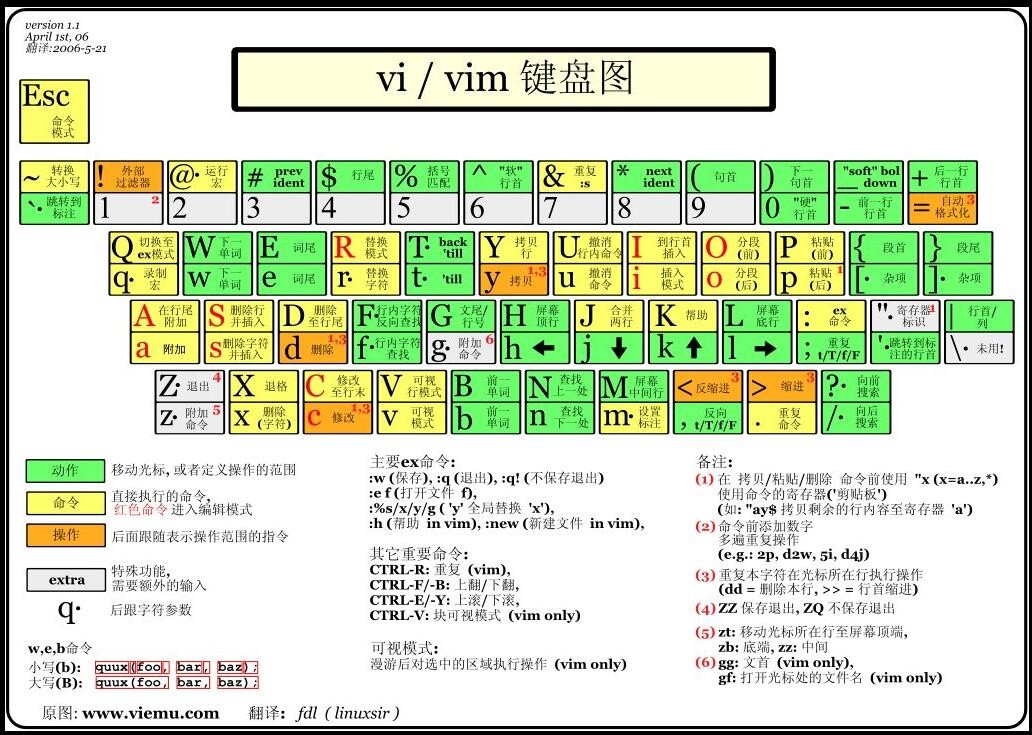 version 1.1
April 1st, 06
翻译:2006-5-21
vi / vim 键盘图
Esc 命令模式
~ 转换大小写
! 外部过滤器
@· 运行宏
# prev ident
$ 行尾
% 括号匹配
^ "软"行首
& 重复 :s
* next ident
( 句首
) 下一句首
"soft" bol down
_
+ 后一行行首
`· 跳转到标注
1 2
2
3
4
5
6
7
8
9
0 "硬"行首
- 前一行行首
= 自动格式化 3
Q 切换至ex模式
W 下一单词
E 词尾
R 替换模式
T· back 'till
Y 拷贝行
U 撤消行内命令
I 到行首插入
O 分段(前)
P 粘贴(前)
{ 段首
} 段尾
q· 录制宏
w 下一单词
e 词尾
r· 替换字符
t· 'till
y 拷贝 1,3
u 撤消命令
i 插入模式
o 分段(后)
p 粘贴(后) 1
[· 杂项
]· 杂项
A 在行尾附加
S 删除行并插入
D 删除至行尾
F· 行内字符反向查找
G 文尾/行号
H 屏幕顶行
J 合并两行
K 帮助
L 屏幕底行
: ex 命令
"· 寄存器标识 1
| 行首/列
a 附加
s 删除字符并插入
d 删除 1,3
f· 行内字符查找
g· 附加命令 6
h ←
j ↓
k ↑
l →
; 重复 t/T/f/F
'· 跳转到标注的行首
\· 未用!
Z· 退出 4
X 退格
C 修改至行末
V 可视行模式
B 前一单词
N 查找上一处
M 屏幕中间行
< 反缩进 3
> 缩进 3
?· 向前搜索
z· 附加命令 5
x 删除(字符)
c 修改 1,3
v 可视模式
b 前一单词
n 查找下一处
m· 设置标注
, 反向 t/T/f/F
. 重复命令
/· 向后搜索
动作 移动光标, 或者定义操作的范围
命令 直接执行的命令,
红色命令 进入编辑模式
操作 后面跟随表示操作范围的指令
extra 特殊功能,
需要额外的输入
q· 后跟字符参数
w,e,b命令
小写(b): quux(foo, bar, baz);
大写(B): quux(foo, bar, baz);
原图: www.viemu.com 翻译: fdl ( linuxsir )
主要ex命令:
:w (保存), :q (退出), :q! (不保存退出)
:e f (打开文件 f),
:%s/x/y/g ( 'y' 全局替换 'x'),
:h (帮助 in vim), :new (新建文件 in vim),
其它重要命令:
CTRL-R: 重复 (vim),
CTRL-F/-B: 上翻/下翻,
CTRL-E/-Y: 上滚/下滚,
CTRL-V: 块可视模式 (vim only)
可视模式:
漫游后对选中的区域执行操作 (vim only)
备注:
(1) 在 拷贝/粘贴/删除 命令前使用 "x (x=a..z,*)
使用命令的寄存器('剪贴板')
(如: "ay$ 拷贝剩余的行内容至寄存器 'a')
(2) 命令前添加数字
多遍重复操作
(e.g.: 2p, d2w, 5i, d4j)
(3) 重复本字符在光标所在行执行操作
(dd = 删除本行, >> = 行首缩进)
(4) ZZ 保存退出, ZQ 不保存退出
(5) zt: 移动光标所在行至屏幕顶端,
zb: 底端, zz: 中间
(6) gg: 文首 (vim only),
gf: 打开光标处的文件名 (vim only)